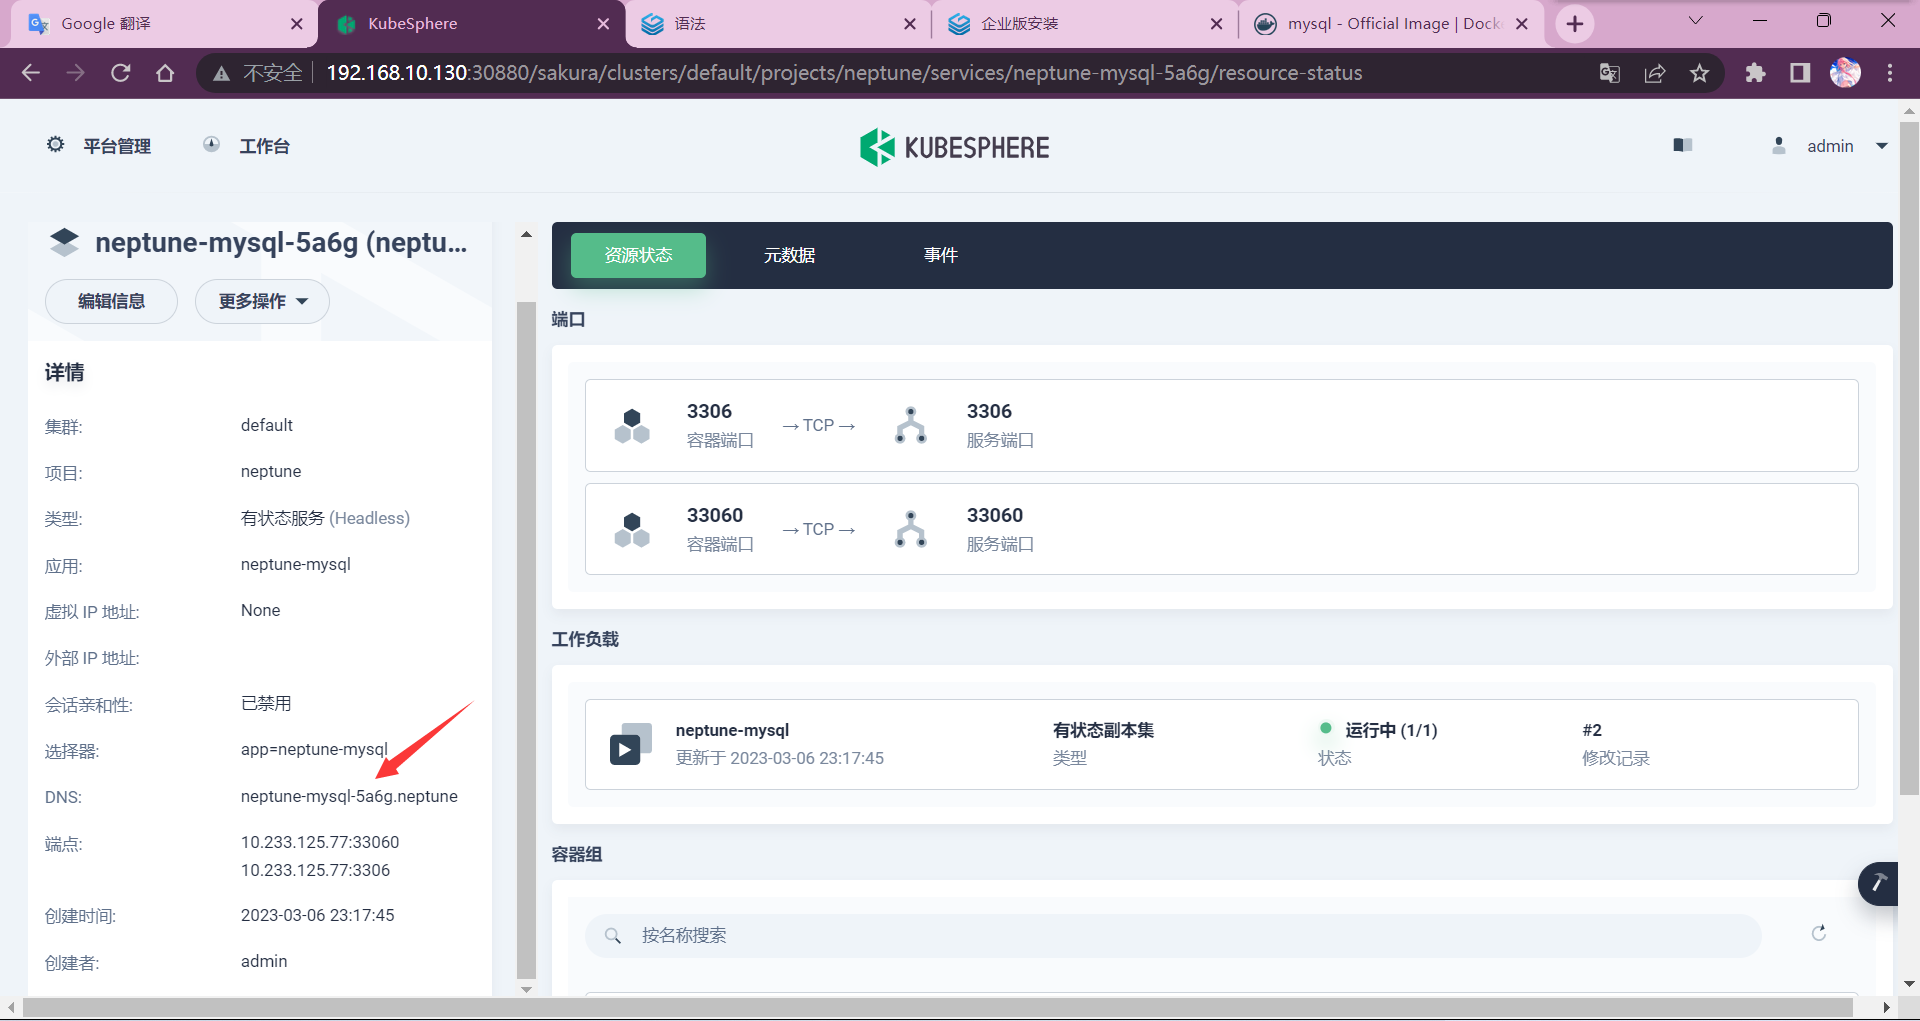 Google 翻译
KubeSphere
语法
企业版安装
mysql - Official Image | Dock
不安全
192.168.10.130:30880/sakura/clusters/default/projects/neptune/services/neptune-mysql-5a6g/resource-status
平台管理
工作台
KUBESPHERE
admin
neptune-mysql-5a6g (neptu...
编辑信息
更多操作
详情
集群:
default
项目:
neptune
类型:
有状态服务 (Headless)
应用:
neptune-mysql
虚拟 IP 地址:
None
外部 IP 地址:
会话亲和性:
已禁用
选择器:
app=neptune-mysql
DNS:
neptune-mysql-5a6g.neptune
端点:
10.233.125.77:33060
10.233.125.77:3306
创建时间:
2023-03-06 23:17:45
创建者:
admin
资源状态
元数据
事件
端口
3306
容器端口
→TCP→
3306
服务端口
33060
容器端口
→TCP→
33060
服务端口
工作负载
neptune-mysql
更新于 2023-03-06 23:17:45
有状态副本集
类型
运行中 (1/1)
状态
#2
修改记录
容器组
按名称搜索